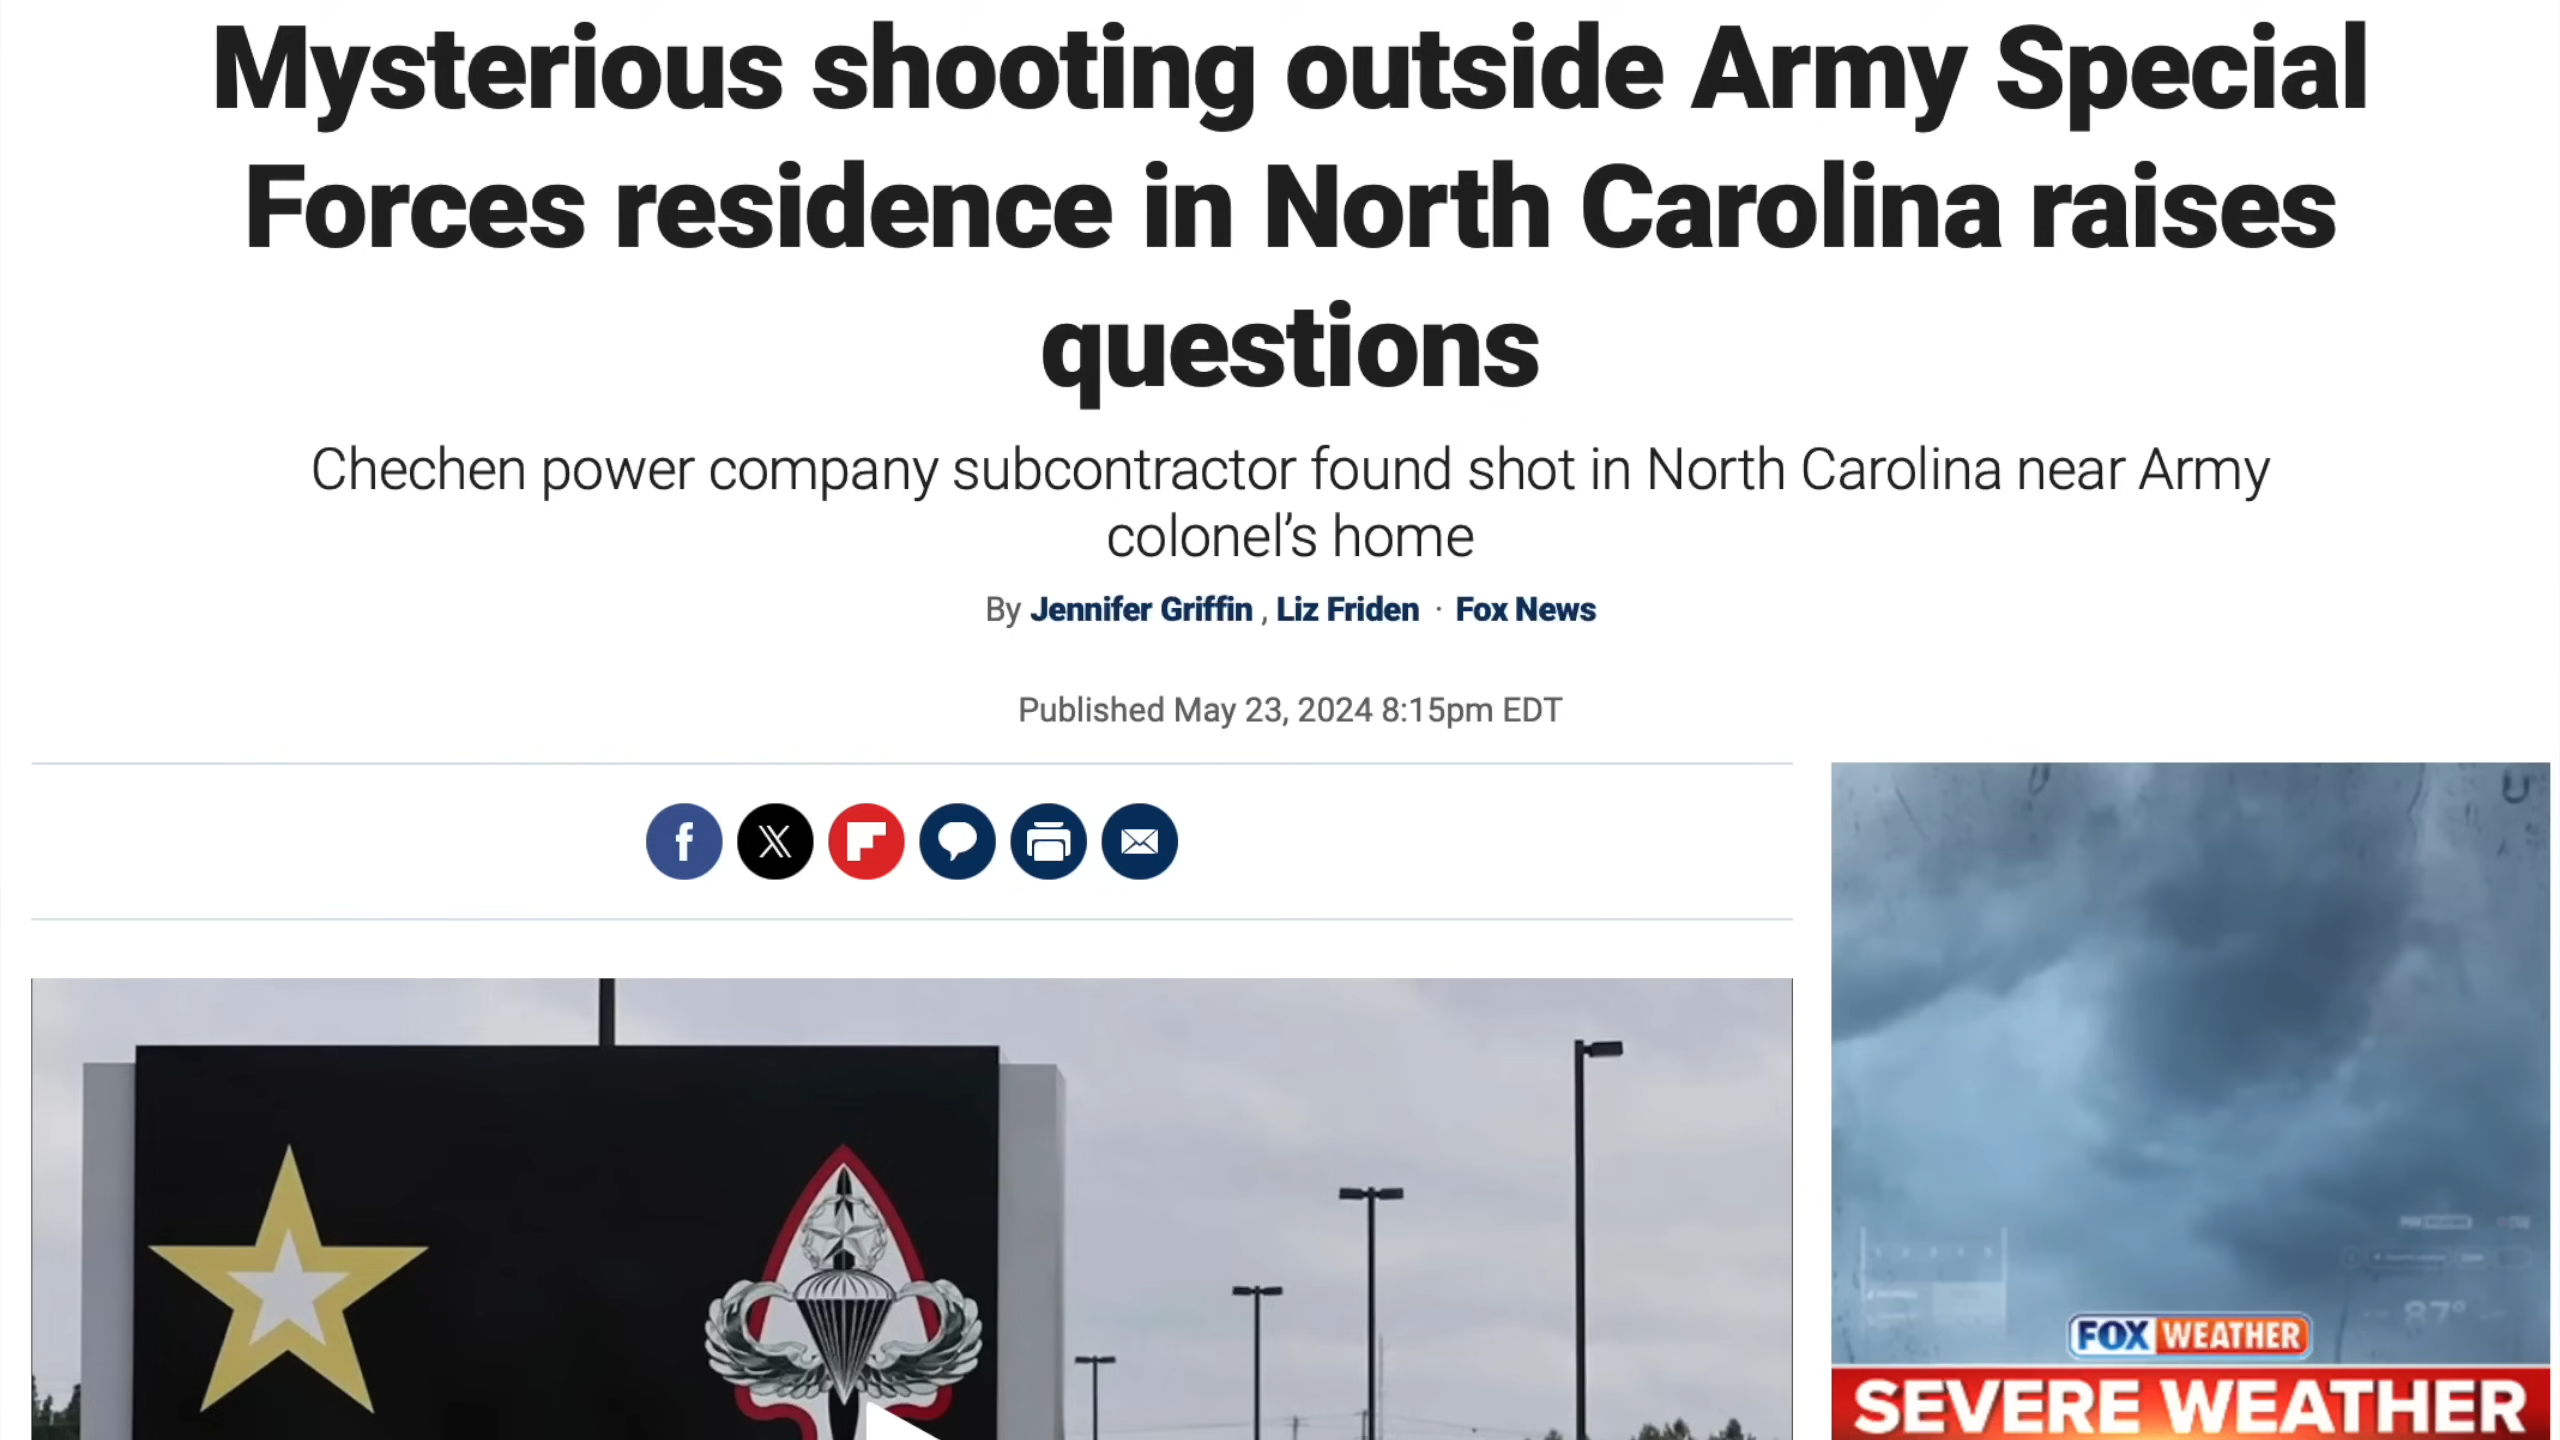 Mysterious shooting outside Army Special
Forces residence in North Carolina raises
questions
Chechen power company subcontractor found shot in North Carolina near Army
colonel’s home
By Jennifer Griffin , Liz Friden · Fox News
Published May 23, 2024 8:15pm EDT
87°
FOX WEATHER
SEVERE WEATHER